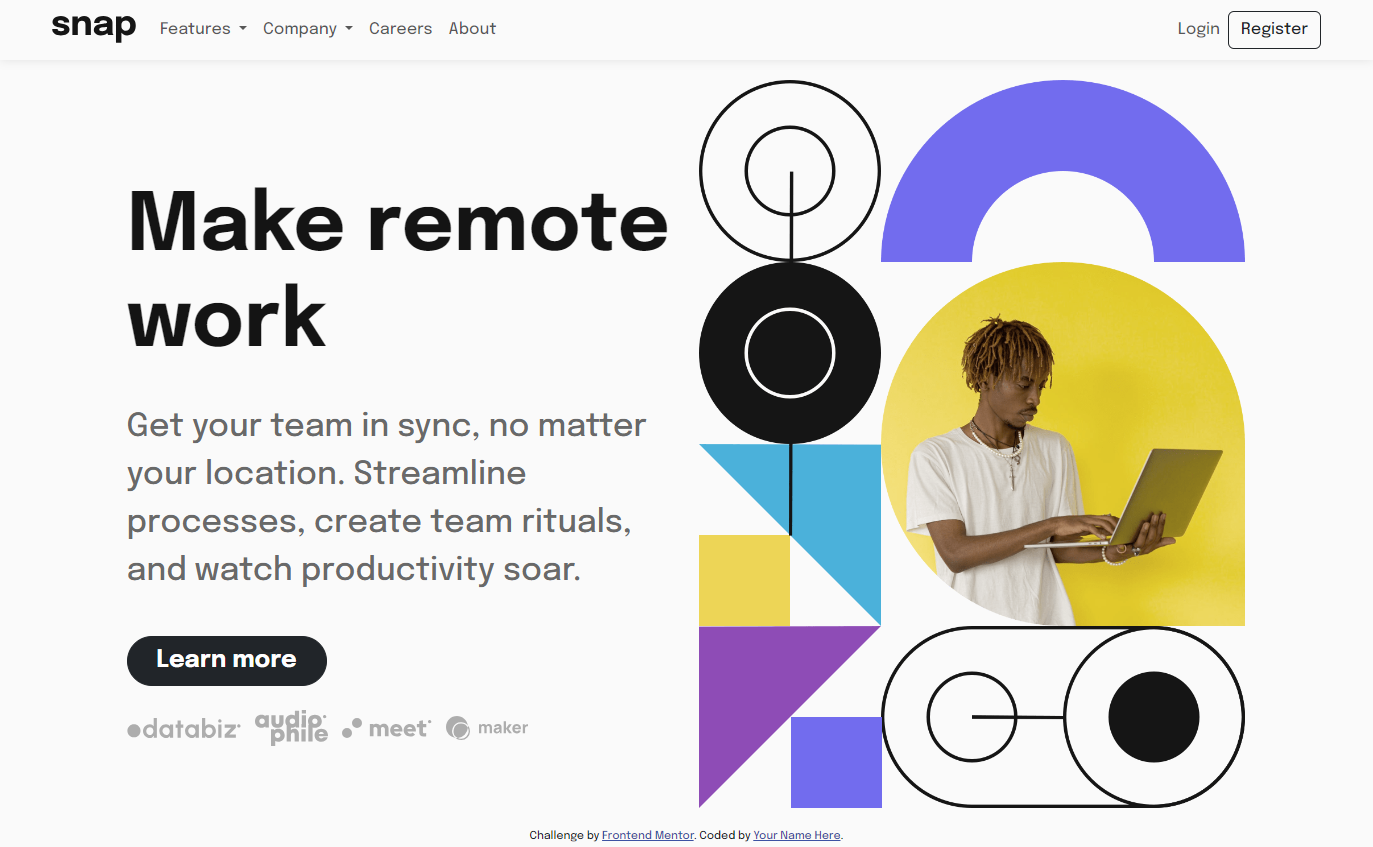 snap Features Company Careers About Login Register
Make remote
work
Get your team in sync, no matter
your location. Streamline
processes, create team rituals,
and watch productivity soar.
Learn more
databiz audiophile meet maker
Challenge by Frontend Mentor. Coded by Your Name Here.